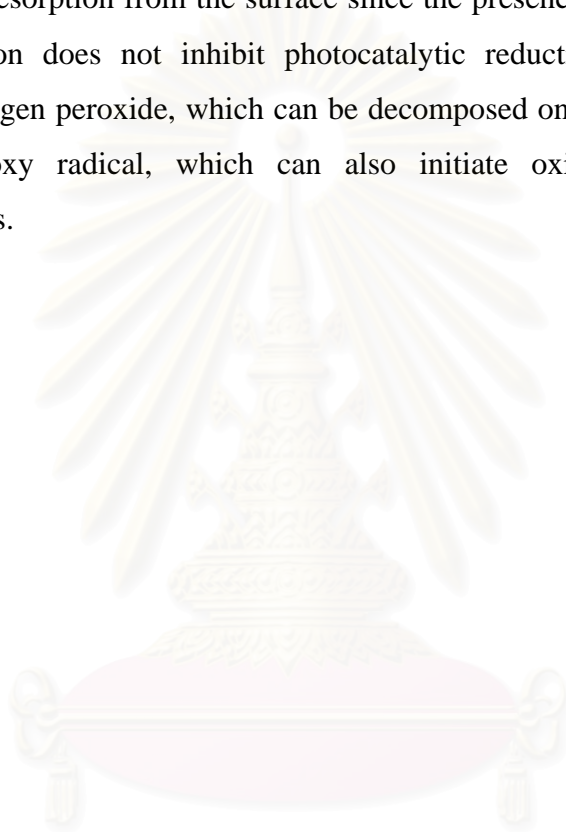 esorption from the surface since the presenc
on does not inhibit photocatalytic reduct
gen peroxide, which can be decomposed on
oxy radical, which can also initiate oxi
s.